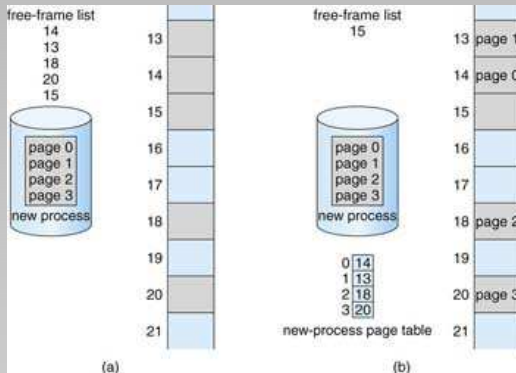 free-frame list
14
13
18
20
15
page 0
page 1
page 2
page 3
new process
13
14
15
16
17
18
19
20
21
(a)
free-frame list
15
page 0
page 1
page 2
page 3
new process
0 14
1 13
2 18
3 20
new-process page table
13 page 1
14 page 0
15
16
17
18 page 2
19
20 page 3
21
(b)